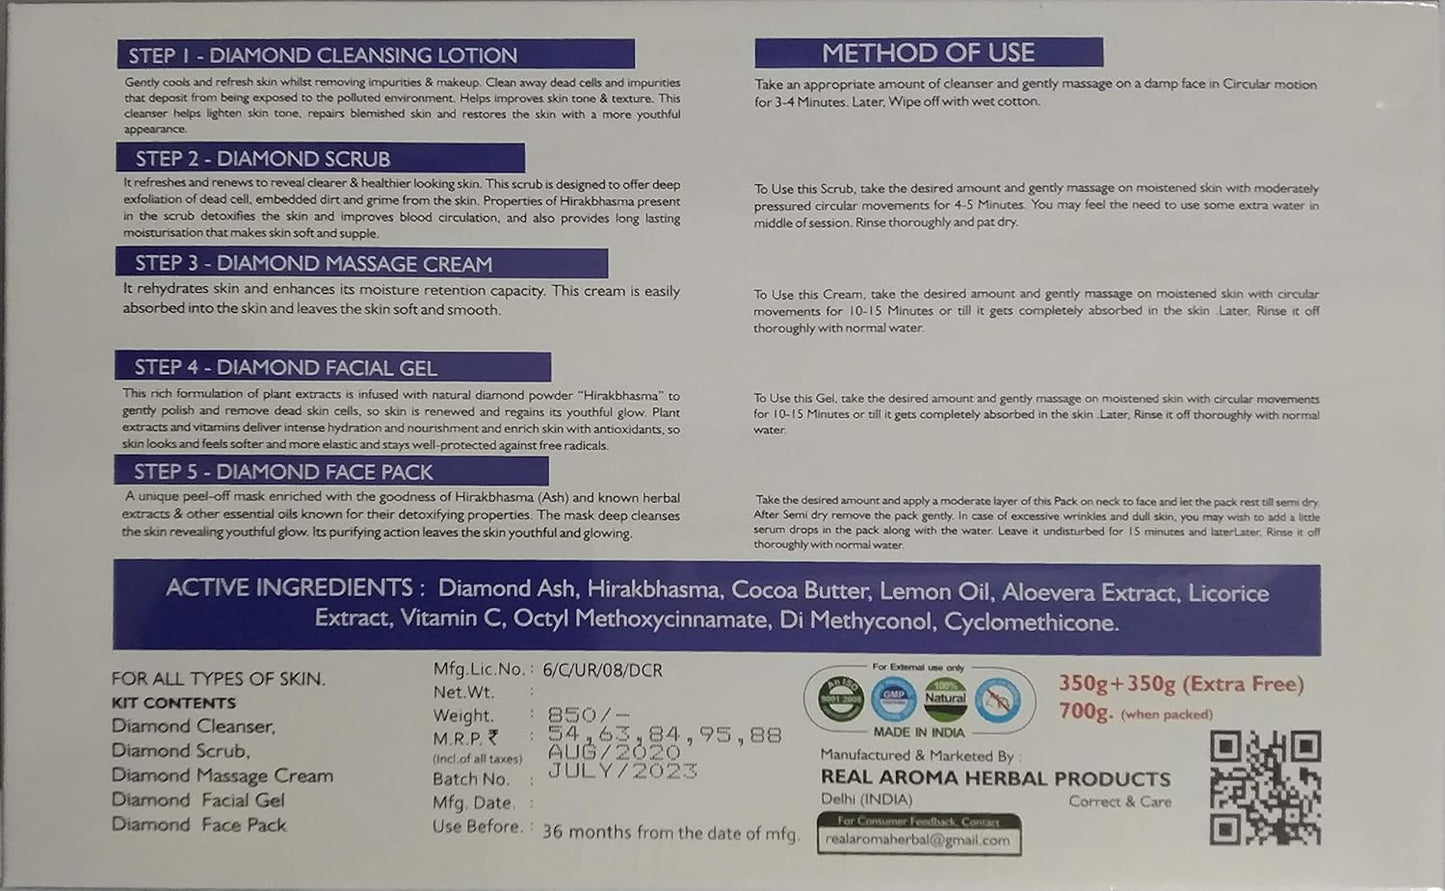 STEP 1 - DIAMOND CLEANSING LOTION
Gently cools and refresh skin whilst removing impurities & makeup. Clean away dead cells and impurities
that deposit from being exposed to the polluted environment. Helps improves skin tone & texture. This
cleanser helps lighten skin tone, repairs blemished skin and restores the skin with a more youthful
appearance.
METHOD OF USE
Take an appropriate amount of cleanser and gently massage on a damp face in Circular motion
for 3-4 Minutes. Later, Wipe off with wet cotton.
STEP 2 - DIAMOND SCRUB
It refreshes and renews to reveal clearer & healthier looking skin. This scrub is designed to offer deep
exfoliation of dead cell, embedded dirt and grime from the skin. Properties of Hirakbhasma present
in the scrub detoxifies the skin and improves blood circulation, and also provides long lasting
moisturisation that makes skin soft and supple.
To Use this Scrub, take the desired amount and gently massage on moistened skin with moderately
pressured circular movements for 4-5 Minutes. You may feel the need to use some extra water in
middle of session. Rinse thoroughly and pat dry.
STEP 3 - DIAMOND MASSAGE CREAM
It rehydrates skin and enhances its moisture retention capacity. This cream is easily
absorbed into the skin and leaves the skin soft and smooth.
To Use this Cream, take the desired amount and gently massage on moistened skin with circular
movements for 10-15 Minutes or till it gets completely absorbed in the skin .Later, Rinse it off
thoroughly with normal water.
STEP 4 - DIAMOND FACIAL GEL
This rich formulation of plant extracts is infused with natural diamond powder "Hirakbhasma" to
gently polish and remove dead skin cells, so skin is renewed and regains its youthful glow. Plant
extracts and vitamins deliver intense hydration and nourishment and enrich skin with antioxidants, so
skin looks and feels softer and more elastic and stays well-protected against free radicals.
To Use this Gel, take the desired amount and gently massage on moistened skin with circular movements
for 10-15 Minutes or till it gets completely absorbed in the skin .Later, Rinse it off thoroughly with normal
water.
STEP 5 - DIAMOND FACE PACK
A unique peel-off mask enriched with the goodness of Hirakbhasma (Ash) and known herbal
extracts & other essential oils known for their detoxifying properties. The mask deep cleanses
the skin revealing youthful glow. Its purifying action leaves the skin youthful and glowing.
Take the desired amount and apply a moderate layer of this Pack on neck to face and let the pack rest till semi dry.
After Semi dry remove the pack gently. In case of excessive wrinkles and dull skin, you may wish to add a little
serum drops in the pack along with the water. Leave it undisturbed for 15 minutes and laterLater, Rinse it off
thoroughly with normal water.
ACTIVE INGREDIENTS : Diamond Ash, Hirakbhasma, Cocoa Butter, Lemon Oil, Aloevera Extract, Licorice
Extract, Vitamin C, Octyl Methoxycinnamate, Di Methyconol, Cyclomethicone.
FOR ALL TYPES OF SKIN.
KIT CONTENTS
Diamond Cleanser,
Diamond Scrub,
Diamond Massage Cream
Diamond Facial Gel
Diamond Face Pack
Mfg.Lic.No. : 6/C/UR/08/DCR
Net.Wt. :
Weight. : 850/-
M.R.P. ₹ : 54,63,84,95,88
(Incl.of all taxes) AUG/2020
Batch No. : JULY/2023
Mfg. Date. :
Use Before. : 36 months from the date of mfg.
For External use only
An ISO
9001:2008
GMP
100%
Natural
MADE IN INDIA
350g+350g (Extra Free)
700g. (when packed)
Manufactured & Marketed By :
REAL AROMA HERBAL PRODUCTS
Delhi (INDIA)
Correct & Care
For Consumer Feedback, Contact
realaromaherbal@gmail.com